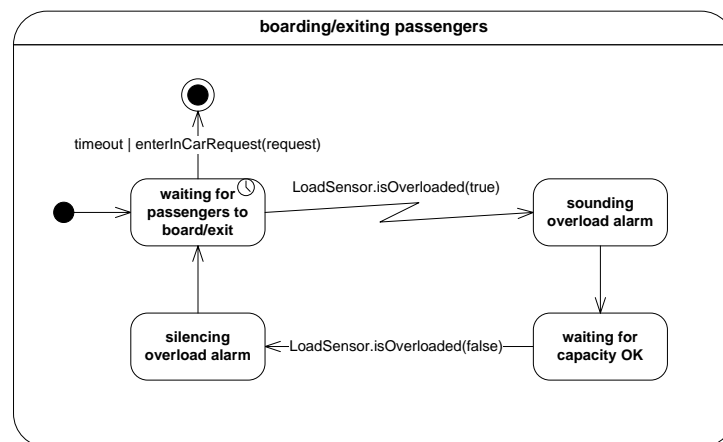 boarding/exiting passengers
timeout | enterInCarRequest(request)
waiting for
passengers to
board/exit
LoadSensor.isOverloaded(true)
sounding
overload alarm
silencing
overload alarm
LoadSensor.isOverloaded(false)
waiting for
capacity OK